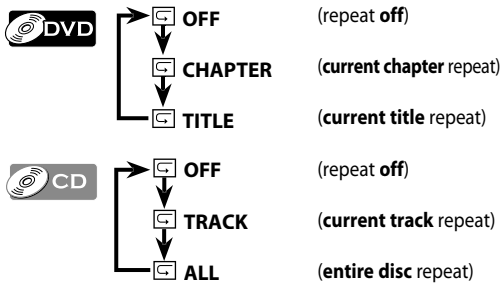 DVD
OFF (repeat off)
CHAPTER (current chapter repeat)
TITLE (current title repeat)
CD
OFF (repeat off)
TRACK (current track repeat)
ALL (entire disc repeat)